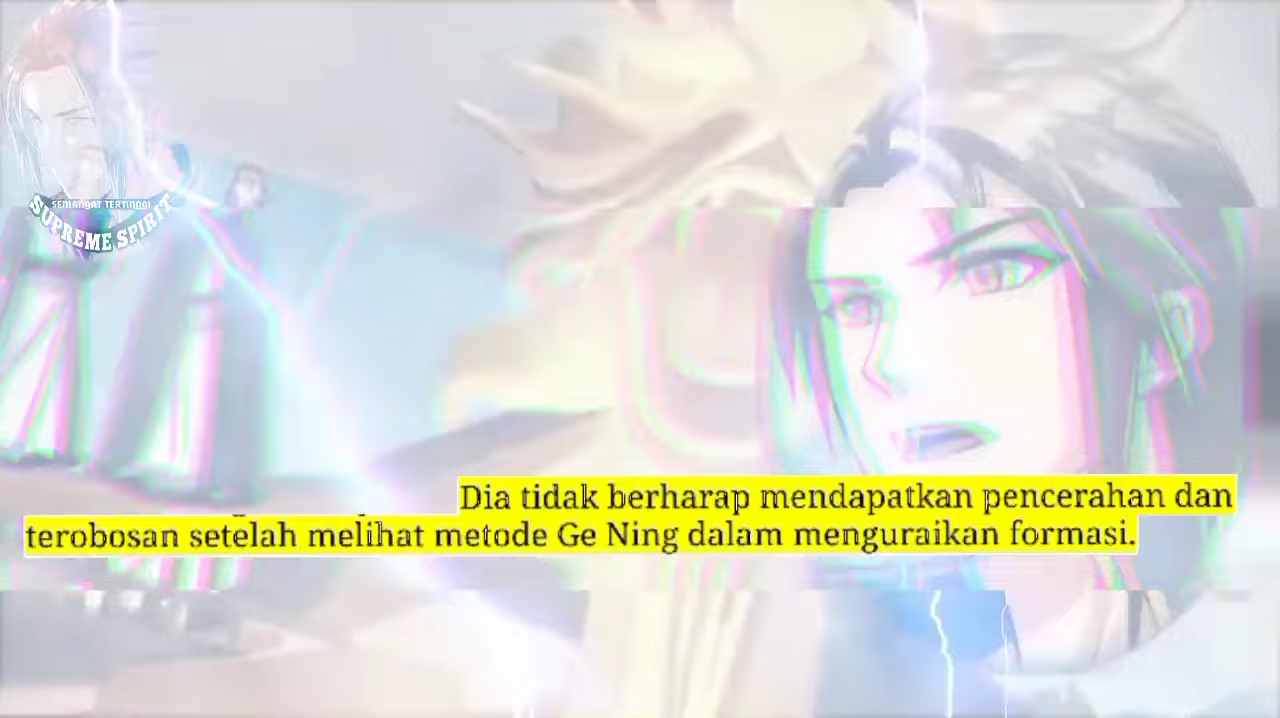 SEMANGAT TERTINGGI
SUPREME SPIRIT
Dia tidak berharap mendapatkan pencerahan dan
terobosan setelah melihat metode Ge Ning dalam menguraikan formasi.